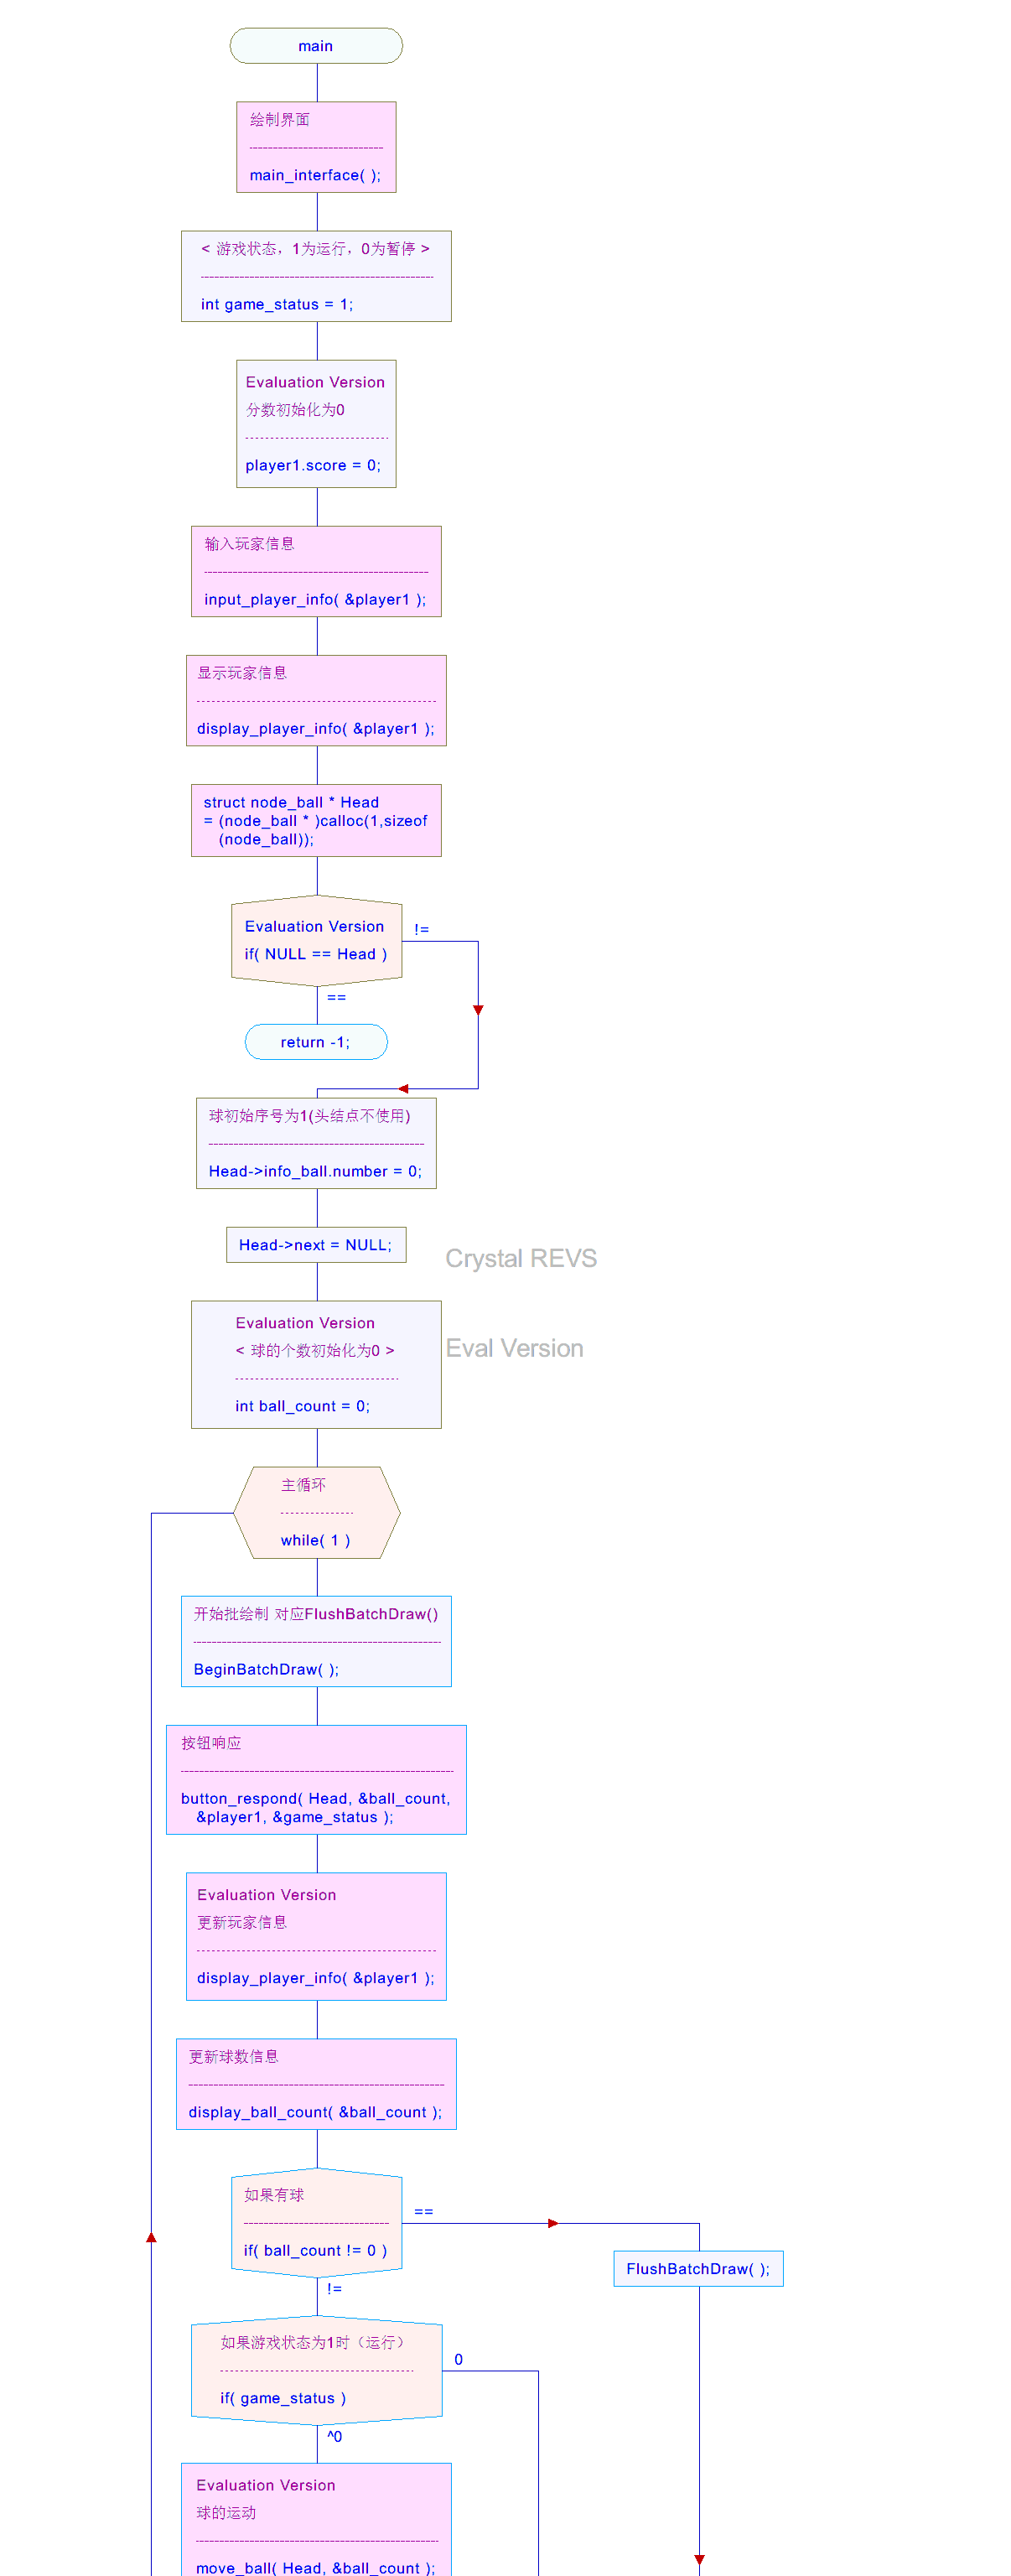 main
绘制界面
main_interface( );
< 游戏状态，1为运行，0为暂停 >
int game_status = 1;
Evaluation Version
分数初始化为0
player1.score = 0;
输入玩家信息
input_player_info( &player1 );
显示玩家信息
display_player_info( &player1 );
struct node_ball * Head
= (node_ball * )calloc(1,sizeof
(node_ball));
Evaluation Version
if( NULL == Head )
!=
==
return -1;
球初始序号为1(头结点不使用)
Head->info_ball.number = 0;
Head->next = NULL;
Crystal REVS
Evaluation Version
Eval Version
< 球的个数初始化为0 >
int ball_count = 0;
主循环
while( 1 )
开始批绘制 对应FlushBatchDraw()
BeginBatchDraw( );
按钮响应
button_respond( Head, &ball_count,
&player1, &game_status );
Evaluation Version
更新玩家信息
display_player_info( &player1 );
更新球数信息
display_ball_count( &ball_count );
如果有球
==
if( ball_count != 0 )
FlushBatchDraw( );
!=
如果游戏状态为1时（运行）
0
if( game_status )
^0
Evaluation Version
球的运动
move_ball( Head, &ball_count );